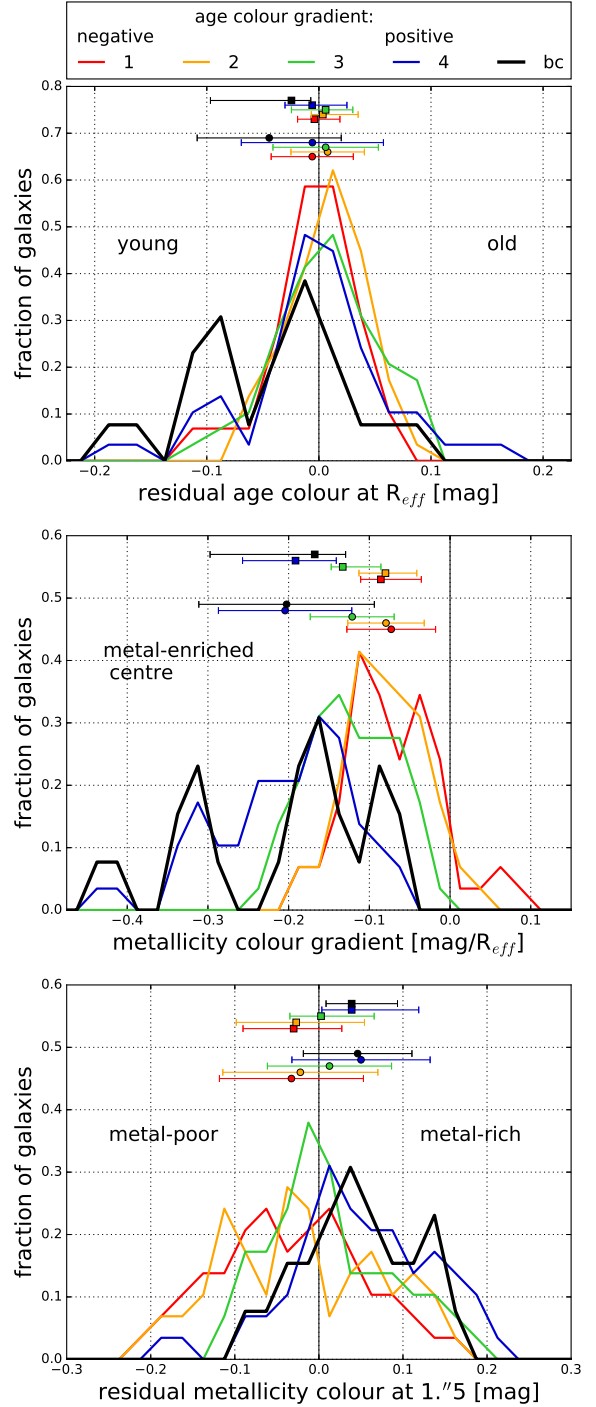 age colour gradient:
negative positive
1 2 3 4 bc
0.8
0.7
0.6
0.5
0.4
0.3
0.2
0.1
0.0
fraction of galaxies
young old
−0.2 −0.1 0.0 0.1 0.2
residual age colour at R_eff [mag]
0.6
0.5
0.4
0.3
0.2
0.1
0.0
fraction of galaxies
metal-enriched
centre
−0.4 −0.3 −0.2 −0.1 0.0 0.1
metallicity colour gradient [mag/R_eff]
0.6
0.5
0.4
0.3
0.2
0.1
0.0
fraction of galaxies
metal-poor metal-rich
−0.3 −0.2 −0.1 0.0 0.1 0.2 0.3
residual metallicity colour at 1.″5 [mag]